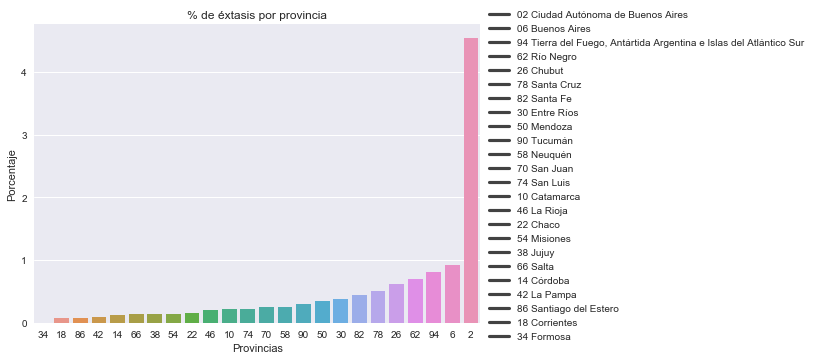 % de éxtasis por provincia
Porcentaje
4
3
2
1
0
34 18 86 42 14 66 38 54 22 46 10 74 70 58 90 50 30 82 78 26 62 94 6 2
Provincias
02 Ciudad Autónoma de Buenos Aires
06 Buenos Aires
94 Tierra del Fuego, Antártida Argentina e Islas del Atlántico Sur
62 Río Negro
26 Chubut
78 Santa Cruz
82 Santa Fe
30 Entre Ríos
50 Mendoza
90 Tucumán
58 Neuquén
70 San Juan
74 San Luis
10 Catamarca
46 La Rioja
22 Chaco
54 Misiones
38 Jujuy
66 Salta
14 Córdoba
42 La Pampa
86 Santiago del Estero
18 Corrientes
34 Formosa